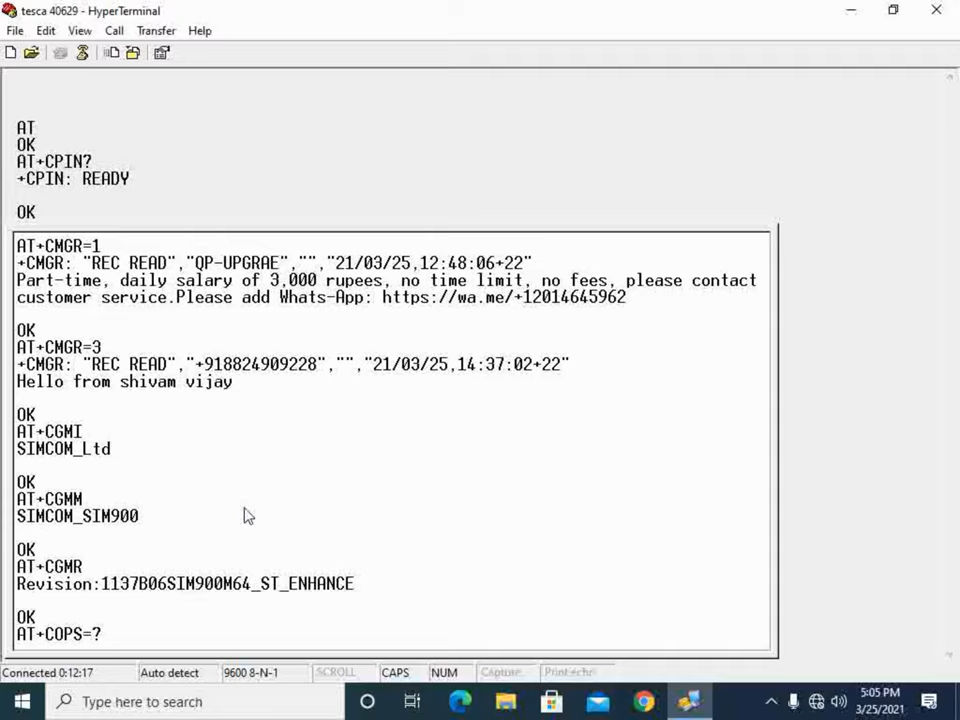 tesca 40629 - HyperTerminal
File Edit View Call Transfer Help
AT
OK
AT+CPIN?
+CPIN: READY
OK
AT+CMGR=1
+CMGR: "REC READ","QP-UPGRAE","","21/03/25,12:48:06+22"
Part-time, daily salary of 3,000 rupees, no time limit, no fees, please contact
customer service.Please add Whats-App: https://wa.me/+12014645962
OK
AT+CMGR=3
+CMGR: "REC READ","+918824909228","","21/03/25,14:37:02+22"
Hello from shivam vijay
OK
AT+CGMI
SIMCOM_Ltd
OK
AT+CGMM
SIMCOM_SIM900
OK
AT+CGMR
Revision:1137B06SIM900M64_ST_ENHANCE
OK
AT+COPS=?
Connected 0:12:17 Auto detect 9600 8-N-1 SCROLL CAPS NUM Capture Print echo
Type here to search
5:05 PM
3/25/2021